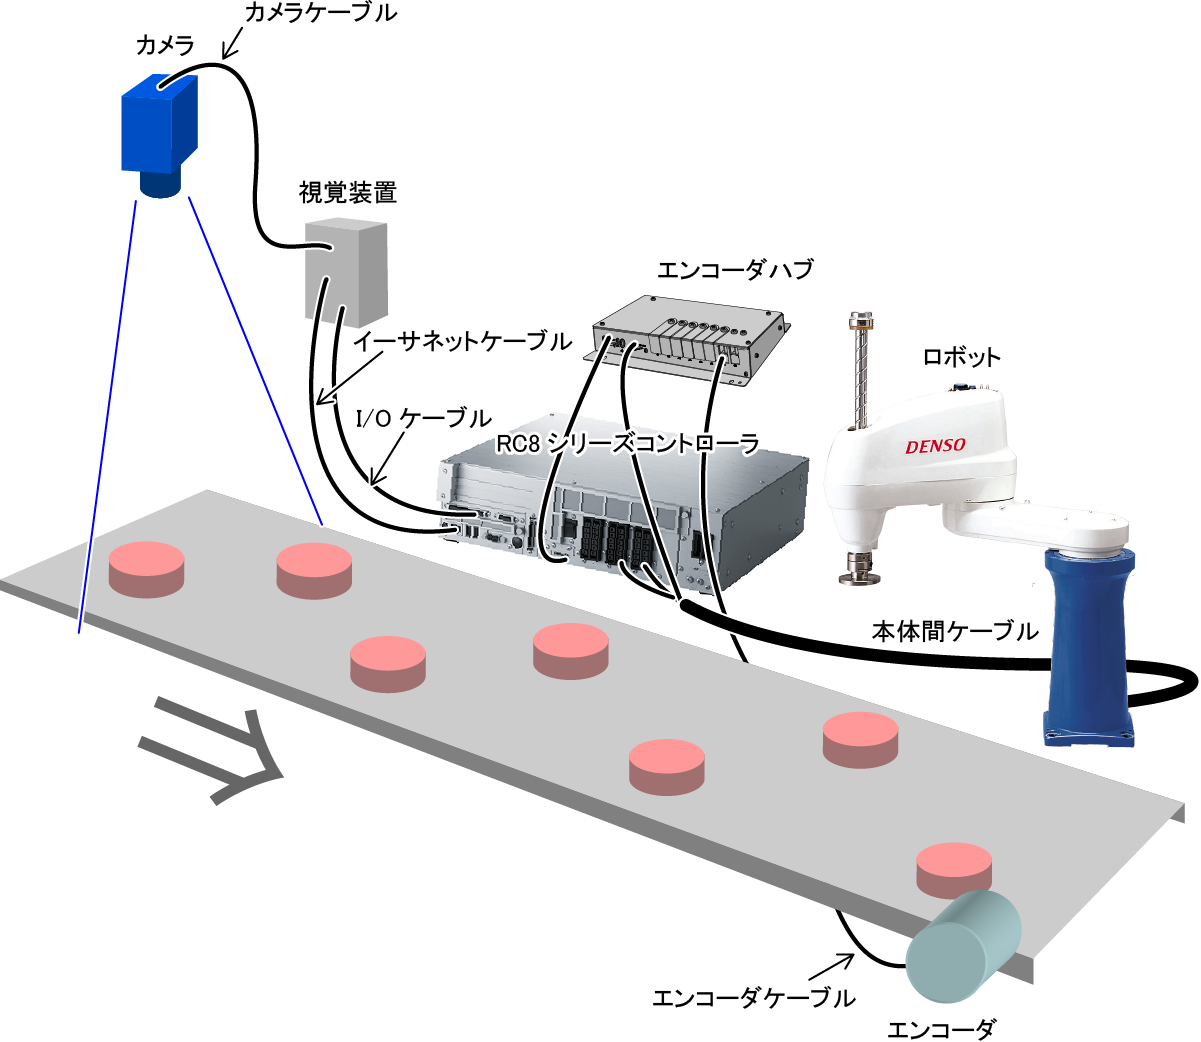 カメラケーブル
カメラ
視覚装置
エンコーダハブ
イーサネットケーブル
ロボット
I/O ケーブル
RC8 シリーズコントローラ
DENSO
本体間ケーブル
エンコーダケーブル
エンコーダ